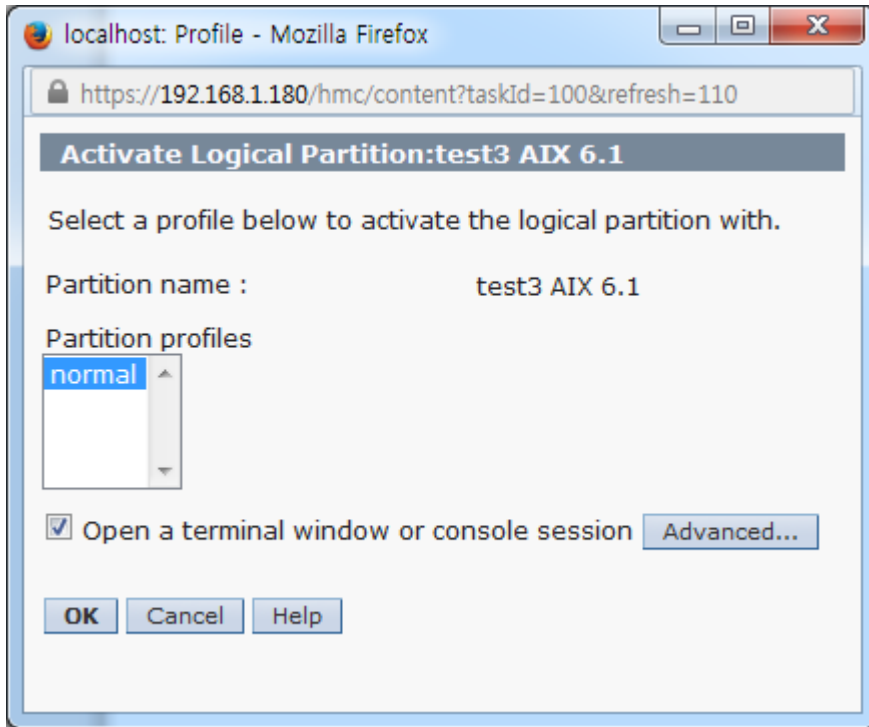 localhost: Profile - Mozilla Firefox
https://192.168.1.180/hmc/content?taskId=100&refresh=110
Activate Logical Partition:test3 AIX 6.1
Select a profile below to activate the logical partition with.
Partition name : test3 AIX 6.1
Partition profiles
normal
Open a terminal window or console session Advanced...
OK Cancel Help